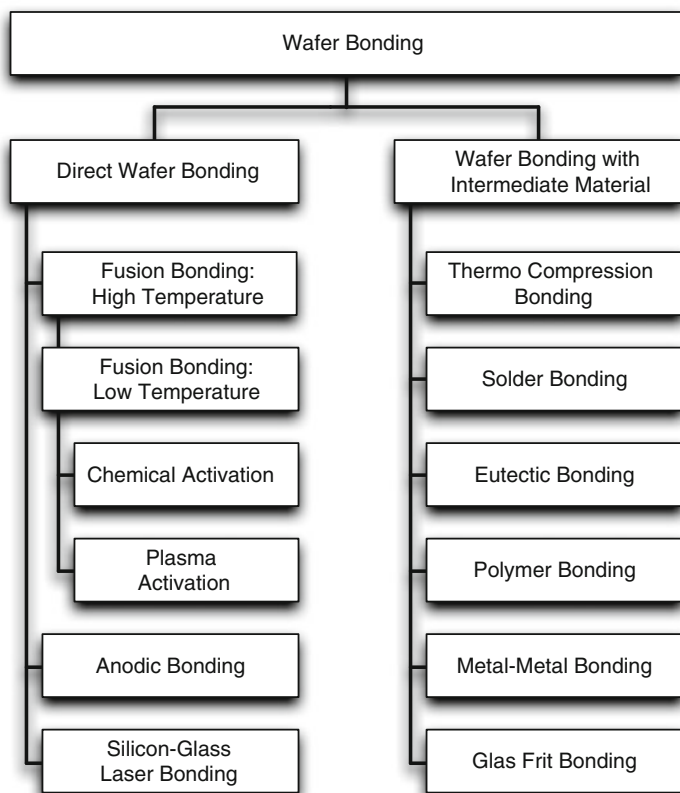 Wafer Bonding
Direct Wafer Bonding
Fusion Bonding:
High Temperature
Fusion Bonding:
Low Temperature
Chemical Activation
Plasma
Activation
Anodic Bonding
Silicon-Glass
Laser Bonding
Wafer Bonding with
Intermediate Material
Thermo Compression
Bonding
Solder Bonding
Eutectic Bonding
Polymer Bonding
Metal-Metal Bonding
Glas Frit Bonding